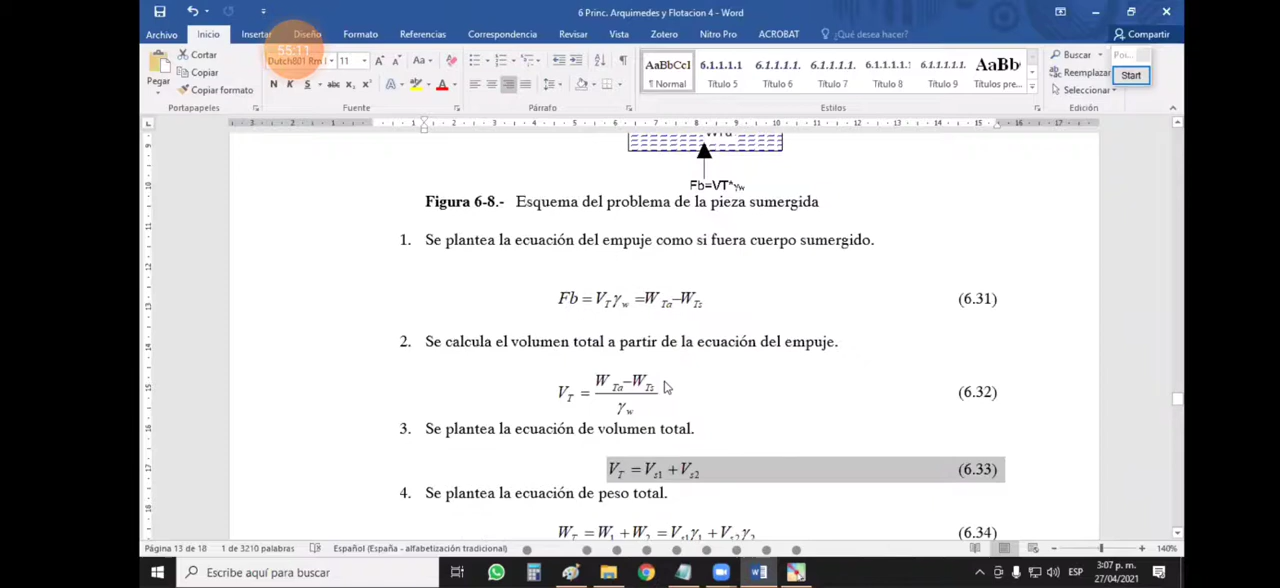 6 Princ. Arquimedes y Flotacion 4 - Word
Archivo Inicio Insertar Diseño Formato Referencias Correspondencia Revisar Vista Zotero Nitro Pro ACROBAT ¿Qué desea hacer? Compartir
55:11
Pegar
Cortar
Copiar
Copiar formato
Portapapeles
Dutch801 Rm 11
N K S abc x₂ x²
Fuente
Párrafo
AaBbCcI 6.1.1.1.1 6.1.1.1.1. 6.1.1.1.1. 6.1.1.1.1.1. 6.1.1.1.1. AaBb
¶ Normal Título 5 Título 6 Título 7 Título 8 Título 9 Títulos pre...
Estilos
Buscar
Reemplazar
Seleccionar
Edición
Start
Fb=VT*γw
Figura 6-8.- Esquema del problema de la pieza sumergida
1. Se plantea la ecuación del empuje como si fuera cuerpo sumergido.
Fb = V_T γ_w = W_Ta − W_Ts (6.31)
2. Se calcula el volumen total a partir de la ecuación del empuje.
V_T = (W_Ta − W_Ts) / γ_w (6.32)
3. Se plantea la ecuación de volumen total.
V_T = V_s1 + V_s2 (6.33)
4. Se plantea la ecuación de peso total.
W_T = W_1 + W_2 = V_s1 γ_1 + V_s2 γ_2 (6.34)
Página 13 de 18 1 de 3210 palabras Español (España - alfabetización tradicional) 140%
Escribe aquí para buscar
ESP
3:07 p. m.
27/04/2021